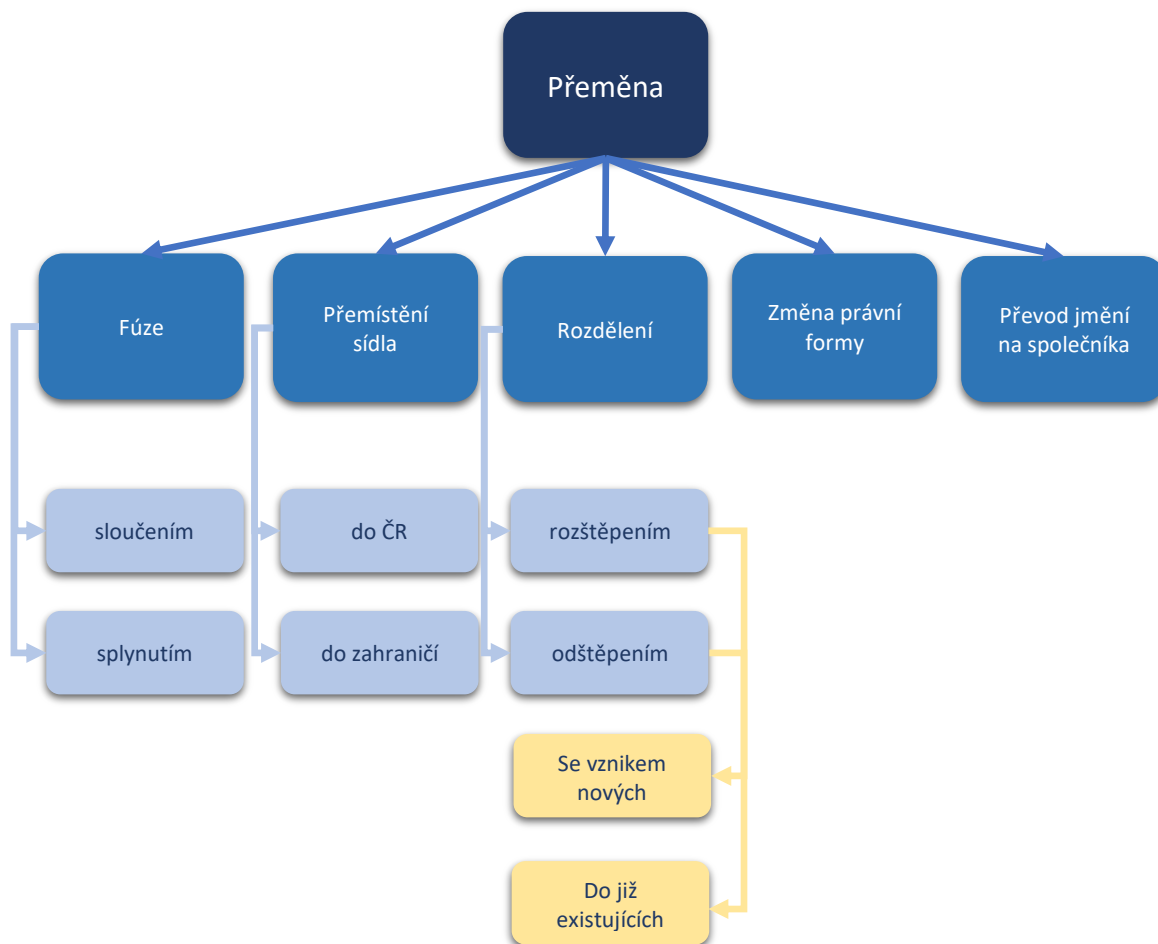 Přeměna
Fúze
Přemístění
sídla
Rozdělení
Změna právní
formy
Převod jmění
na společníka
sloučením
do ČR
rozštěpením
splynutím
do zahraničí
odštěpením
Se vznikem
nových
Do již
existujících